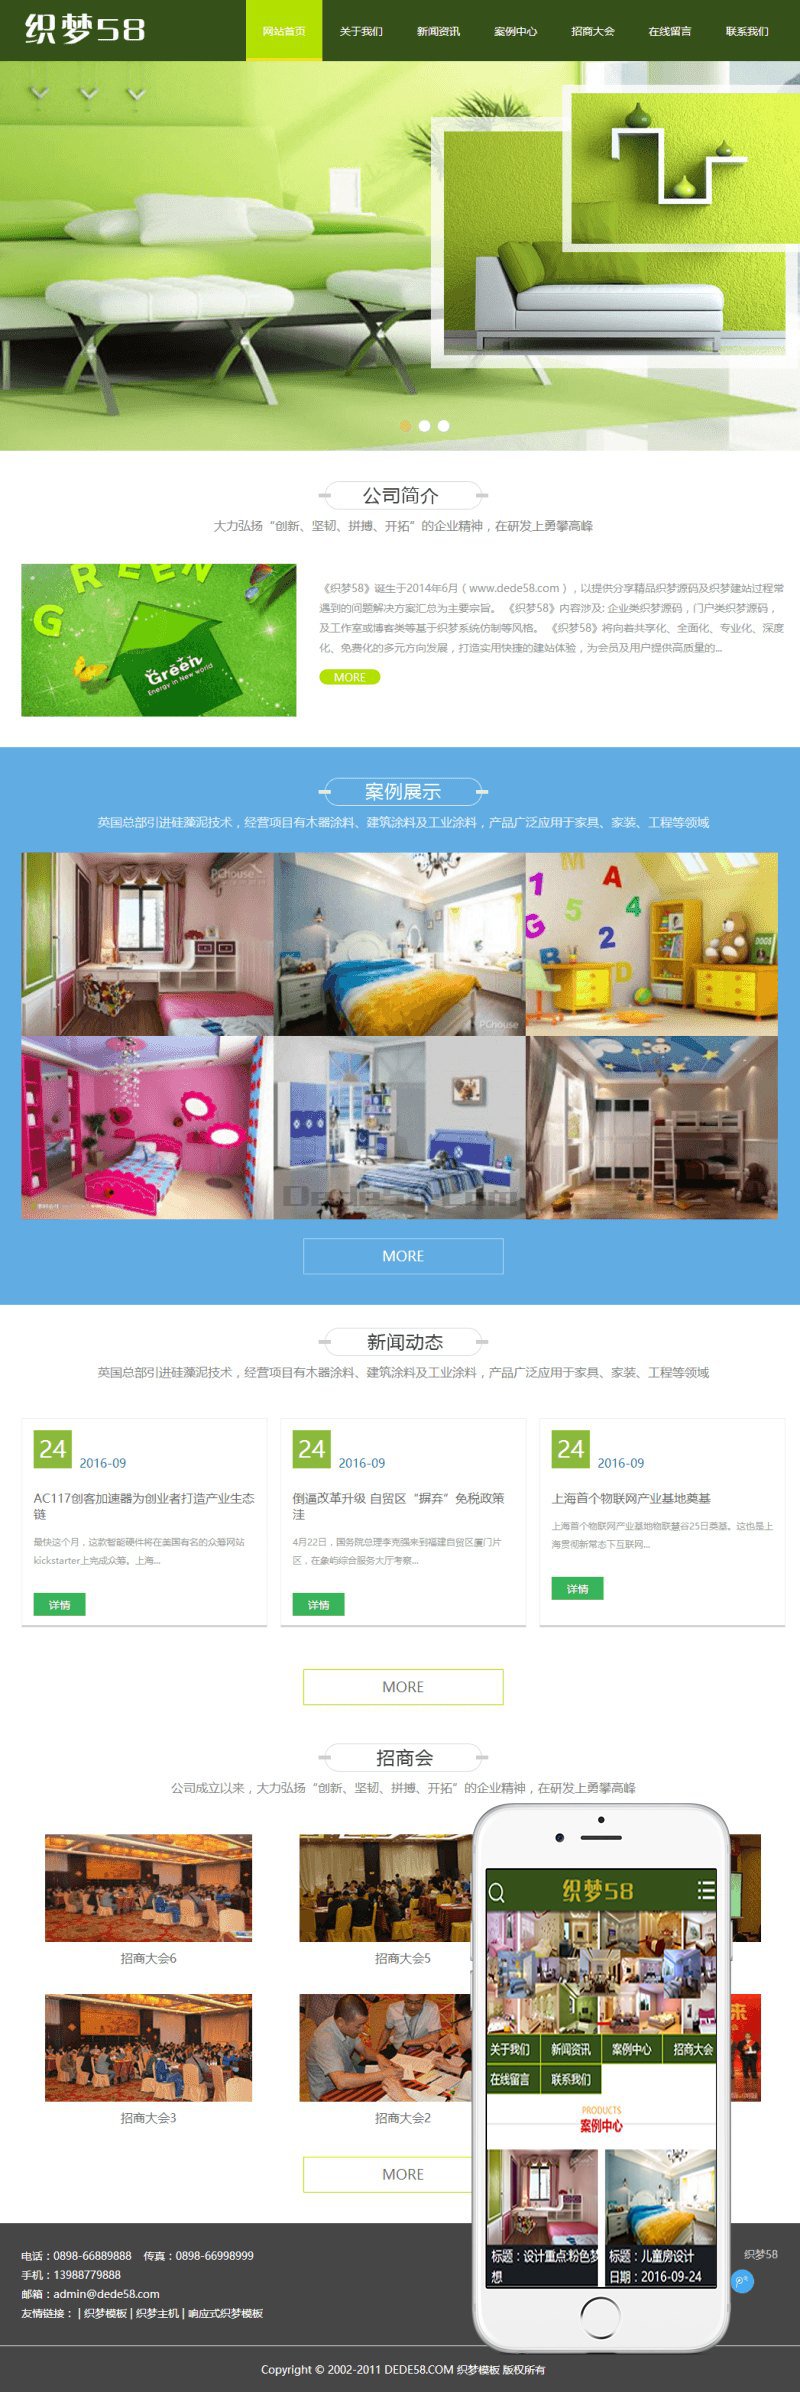 织梦58
网站首页 关于我们 新闻资讯 案例中心 招商大会 在线留言 联系我们
公司简介
大力弘扬“创新、坚韧、拼搏、开拓”的企业精神，在研发上勇攀高峰
GREEN
Green
Energy in New world
《织梦58》诞生于2014年6月（www.dede58.com），以提供分享精品织梦源码及织梦建站过程常
遇到的问题解决方案汇总为主要宗旨。 《织梦58》内容涉及: 企业类织梦源码，门户类织梦源码，
及工作室或博客类等基于织梦系统仿制等风格。 《织梦58》将向着共享化、全面化、专业化、深度
化、免费化的多元方向发展，打造实用快捷的建站体验，为会员及用户提供高质量的...
MORE
案例展示
英国总部引进硅藻泥技术，经营项目有木器涂料、建筑涂料及工业涂料，产品广泛应用于家具、家装、工程等领域
PChouse
PChouse
M A
1 5 4
G 2
B D
DOGS
Dede58.com
MORE
新闻动态
英国总部引进硅藻泥技术，经营项目有木器涂料、建筑涂料及工业涂料，产品广泛应用于家具、家装、工程等领域
24 2016-09
AC117创客加速器为创业者打造产业生态
链
最快这个月，这款智能硬件将在美国有名的众筹网站
kickstarter上完成众筹。上海...
详情
24 2016-09
倒逼改革升级 自贸区“摒弃”免税政策
洼
4月22日，国务院总理李克强来到福建自贸区厦门片
区，在象屿综合服务大厅考察...
详情
24 2016-09
上海首个物联网产业基地奠基
上海首个物联网产业基地物联慧谷25日奠基。这也是上
海贯彻新常态下互联网...
详情
MORE
招商会
公司成立以来，大力弘扬“创新、坚韧、拼搏、开拓”的企业精神，在研发上勇攀高峰
招商大会6
招商大会5
招商大会3
招商大会2
来
MORE
织梦58
关于我们 新闻资讯 案例中心 招商大会
在线留言 联系我们
PRODUCTS
案例中心
标题：设计重点:粉色梦
想
标题：儿童房设计
日期：2016-09-24
电话：0898-66889888 传真：0898-66998999
手机：13988779888
邮箱：admin@dede58.com
友情链接： | 织梦模板 | 织梦主机 | 响应式织梦模板
织梦58
Copyright © 2002-2011 DEDE58.COM 织梦模板 版权所有